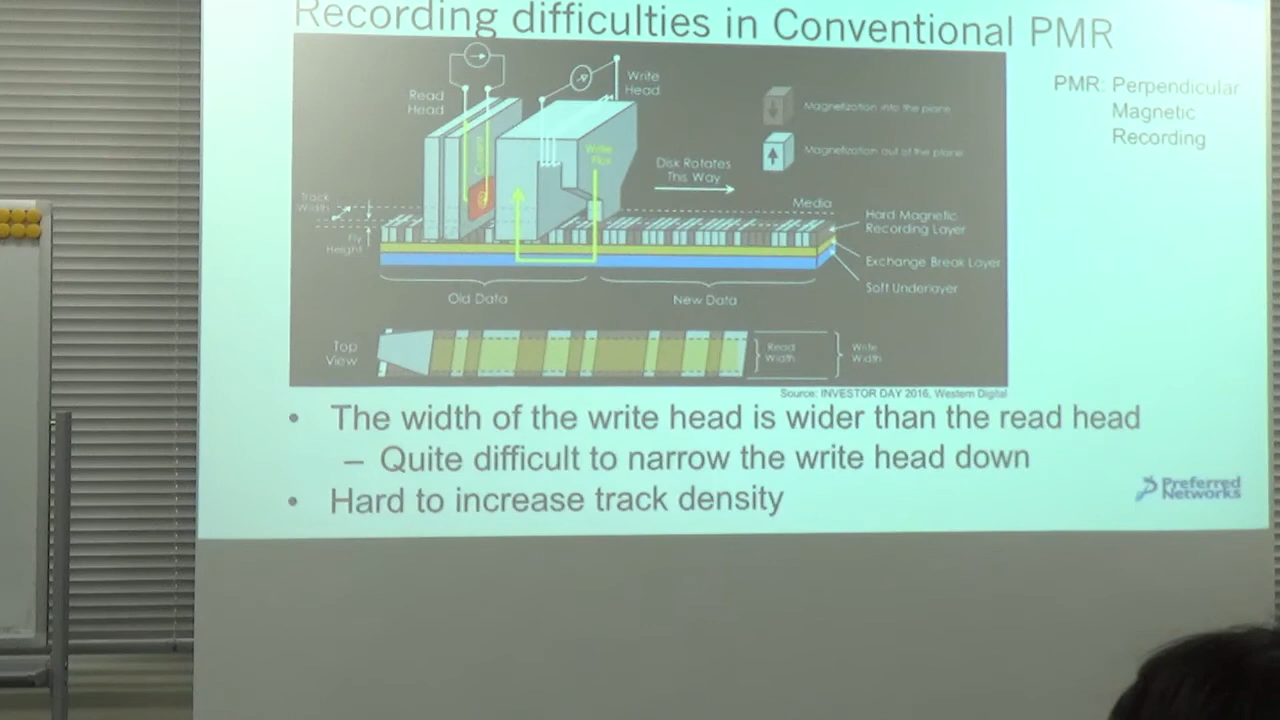 Recording difficulties in Conventional PMR
PMR: Perpendicular
Magnetic
Recording
Read
Head
Write
Head
Current
Write
Flux
Magnetization into the plane
Magnetization out of the plane
Disk Rotates
This Way
Track
Width
Fly
Height
Media
Hard Magnetic
Recording Layer
Exchange Break Layer
Soft Underlayer
Old Data
New Data
Top
View
Read
Width
Write
Width
Source: INVESTOR DAY 2016, Western Digital
• The width of the write head is wider than the read head
– Quite difficult to narrow the write head down
• Hard to increase track density
Preferred
Networks